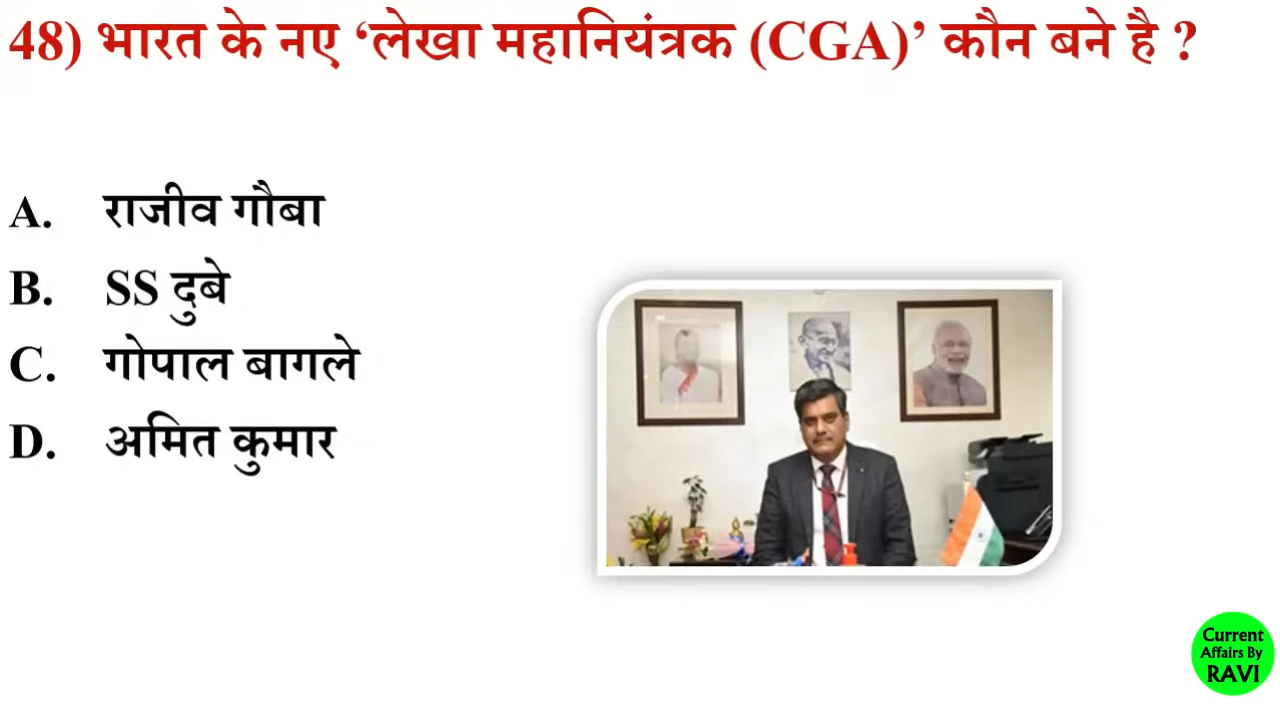 48) भारत के नए ‘लेखा महानियंत्रक (CGA)’ कौन बने है ?
A. राजीव गौबा
B. SS दुबे
C. गोपाल बागले
D. अमित कुमार
Current
Affairs By
RAVI